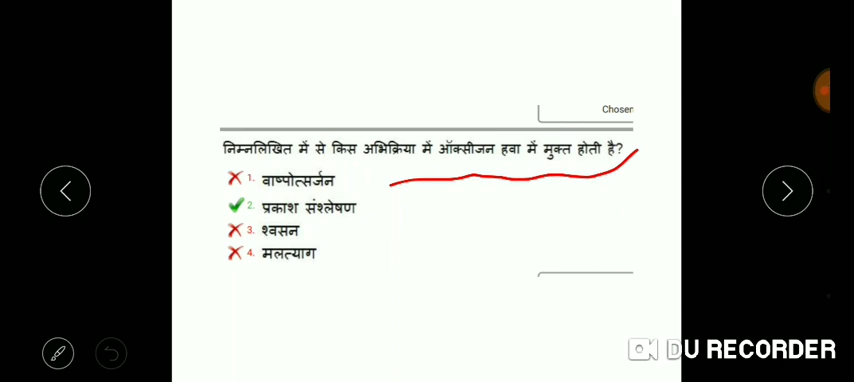 Chosen
निम्नलिखित में से किस अभिक्रिया में ऑक्सीजन हवा में मुक्त होती है?
1. वाष्पोत्सर्जन
2. प्रकाश संश्लेषण
3. श्वसन
4. मलत्याग
DU RECORDER